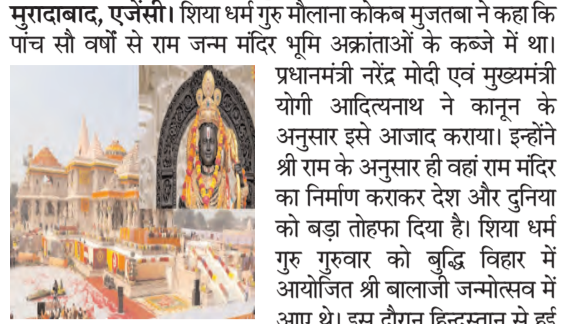 मुरादाबाद, एजेंसी। शिया धर्म गुरु मौलाना कोकब मुजतबा ने कहा कि
पांच सौ वर्षों से राम जन्म मंदिर भूमि अक्रांताओं के कब्जे में था।
प्रधानमंत्री नरेंद्र मोदी एवं मुख्यमंत्री
योगी आदित्यनाथ ने कानून के
अनुसार इसे आजाद कराया। इन्होंने
श्री राम के अनुसार ही वहां राम मंदिर
का निर्माण कराकर देश और दुनिया
को बड़ा तोहफा दिया है। शिया धर्म
गुरु गुरुवार को बुद्धि विहार में
आयोजित श्री बालाजी जन्मोत्सव में
आए थे। इस दौरान हिन्दुस्तान से हुई